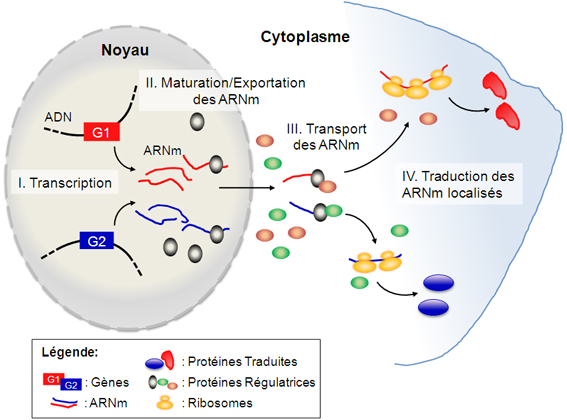 Noyau
Cytoplasme
II. Maturation/Exportation
des ARNm
ADN
G1
ARNm
III. Transport
des ARNm
I. Transcription
IV. Traduction des
ARNm localisés
G2
Légende:
G1
G2
: Gènes
: Protéines Traduites
: ARNm
: Protéines Régulatrices
: Ribosomes